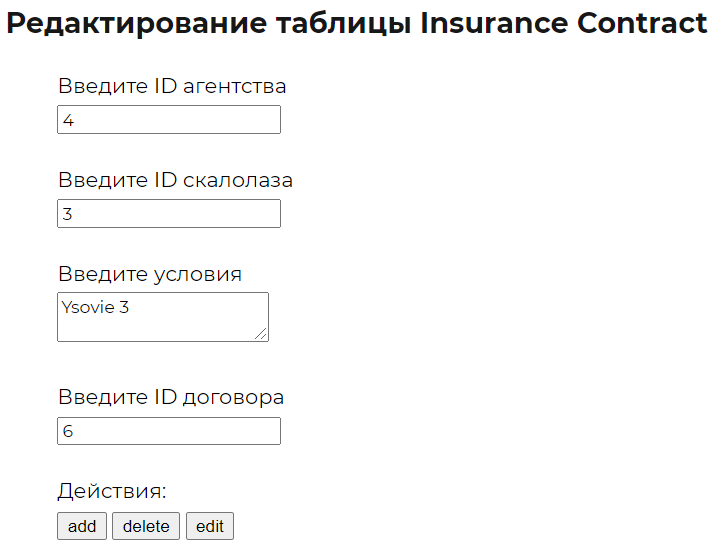 Редактирование таблицы Insurance Contract
Введите ID агентства
4
Введите ID скалолаза
3
Введите условия
Ysovie 3
Введите ID договора
6
Действия:
add delete edit